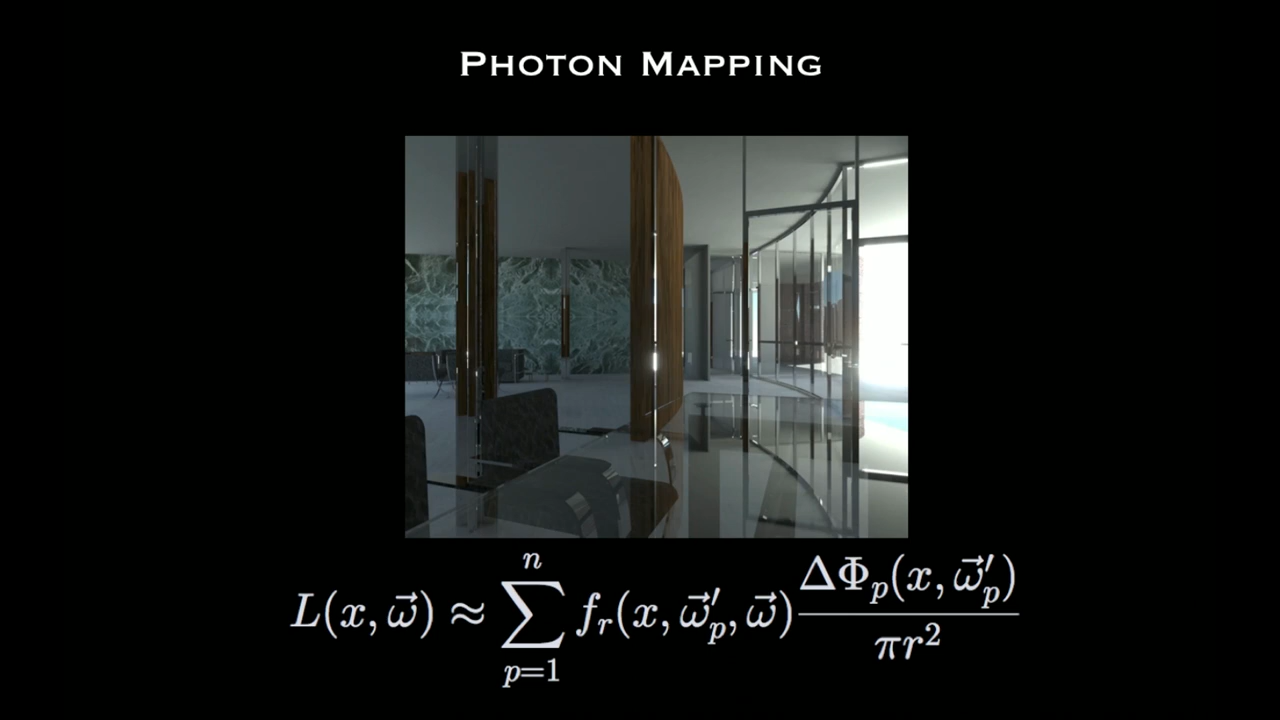 PHOTON MAPPING
L(x, ω⃗) ≈ ∑_{p=1}^{n} f_r(x, ω⃗′_p, ω⃗) ΔΦ_p(x, ω⃗′_p) / πr²